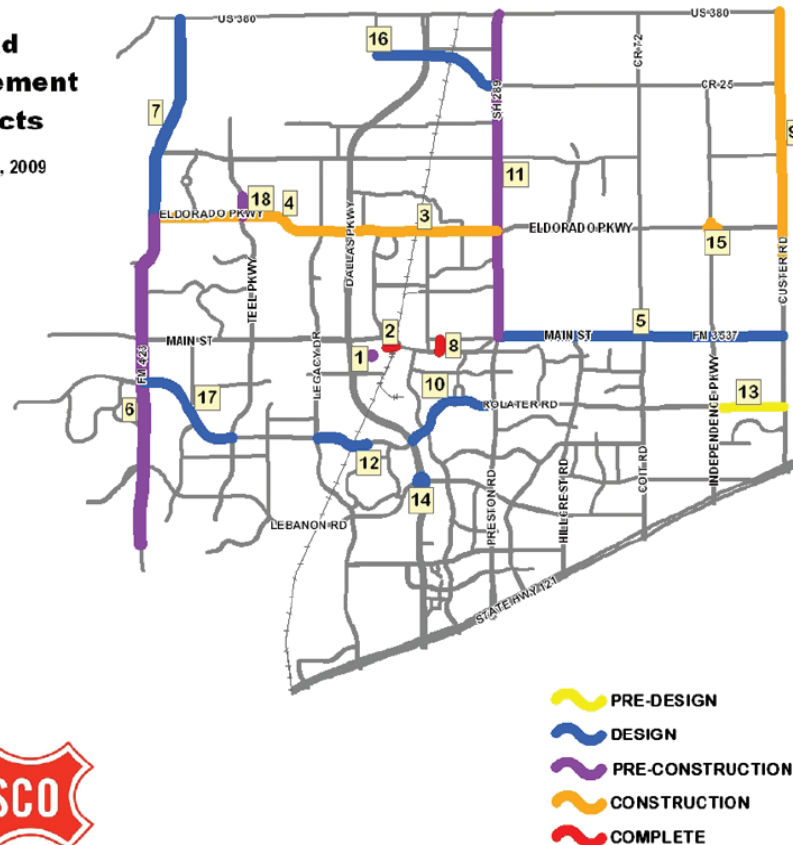 US 380
US 380
16
CR 72
CR 25
7
SH 289
, 2009
11
18
4
3
ELDORADO PKWY
ELDORADO PKWY
15
DALLAS PKWY
TEEL PKWY
CUSTER RD
5
2
MAIN ST
MAIN ST
FM 3537
1
8
LEGACY DR
FM 423
10
INDEPENDENCE PKWY
13
17
6
ROLATER RD
12
COIT RD
14
PRESTON RD
HILLCREST RD
LEBANON RD
STATE HWY 121
PRE-DESIGN
DESIGN
PRE-CONSTRUCTION
CONSTRUCTION
COMPLETE